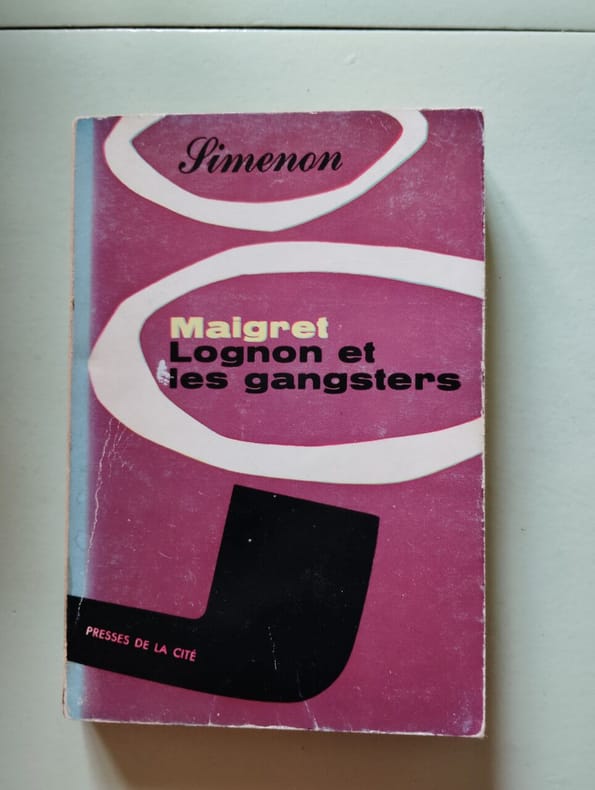 Simenon
Maigret
Lognon et
les gangsters
PRESSES DE LA CITÉ